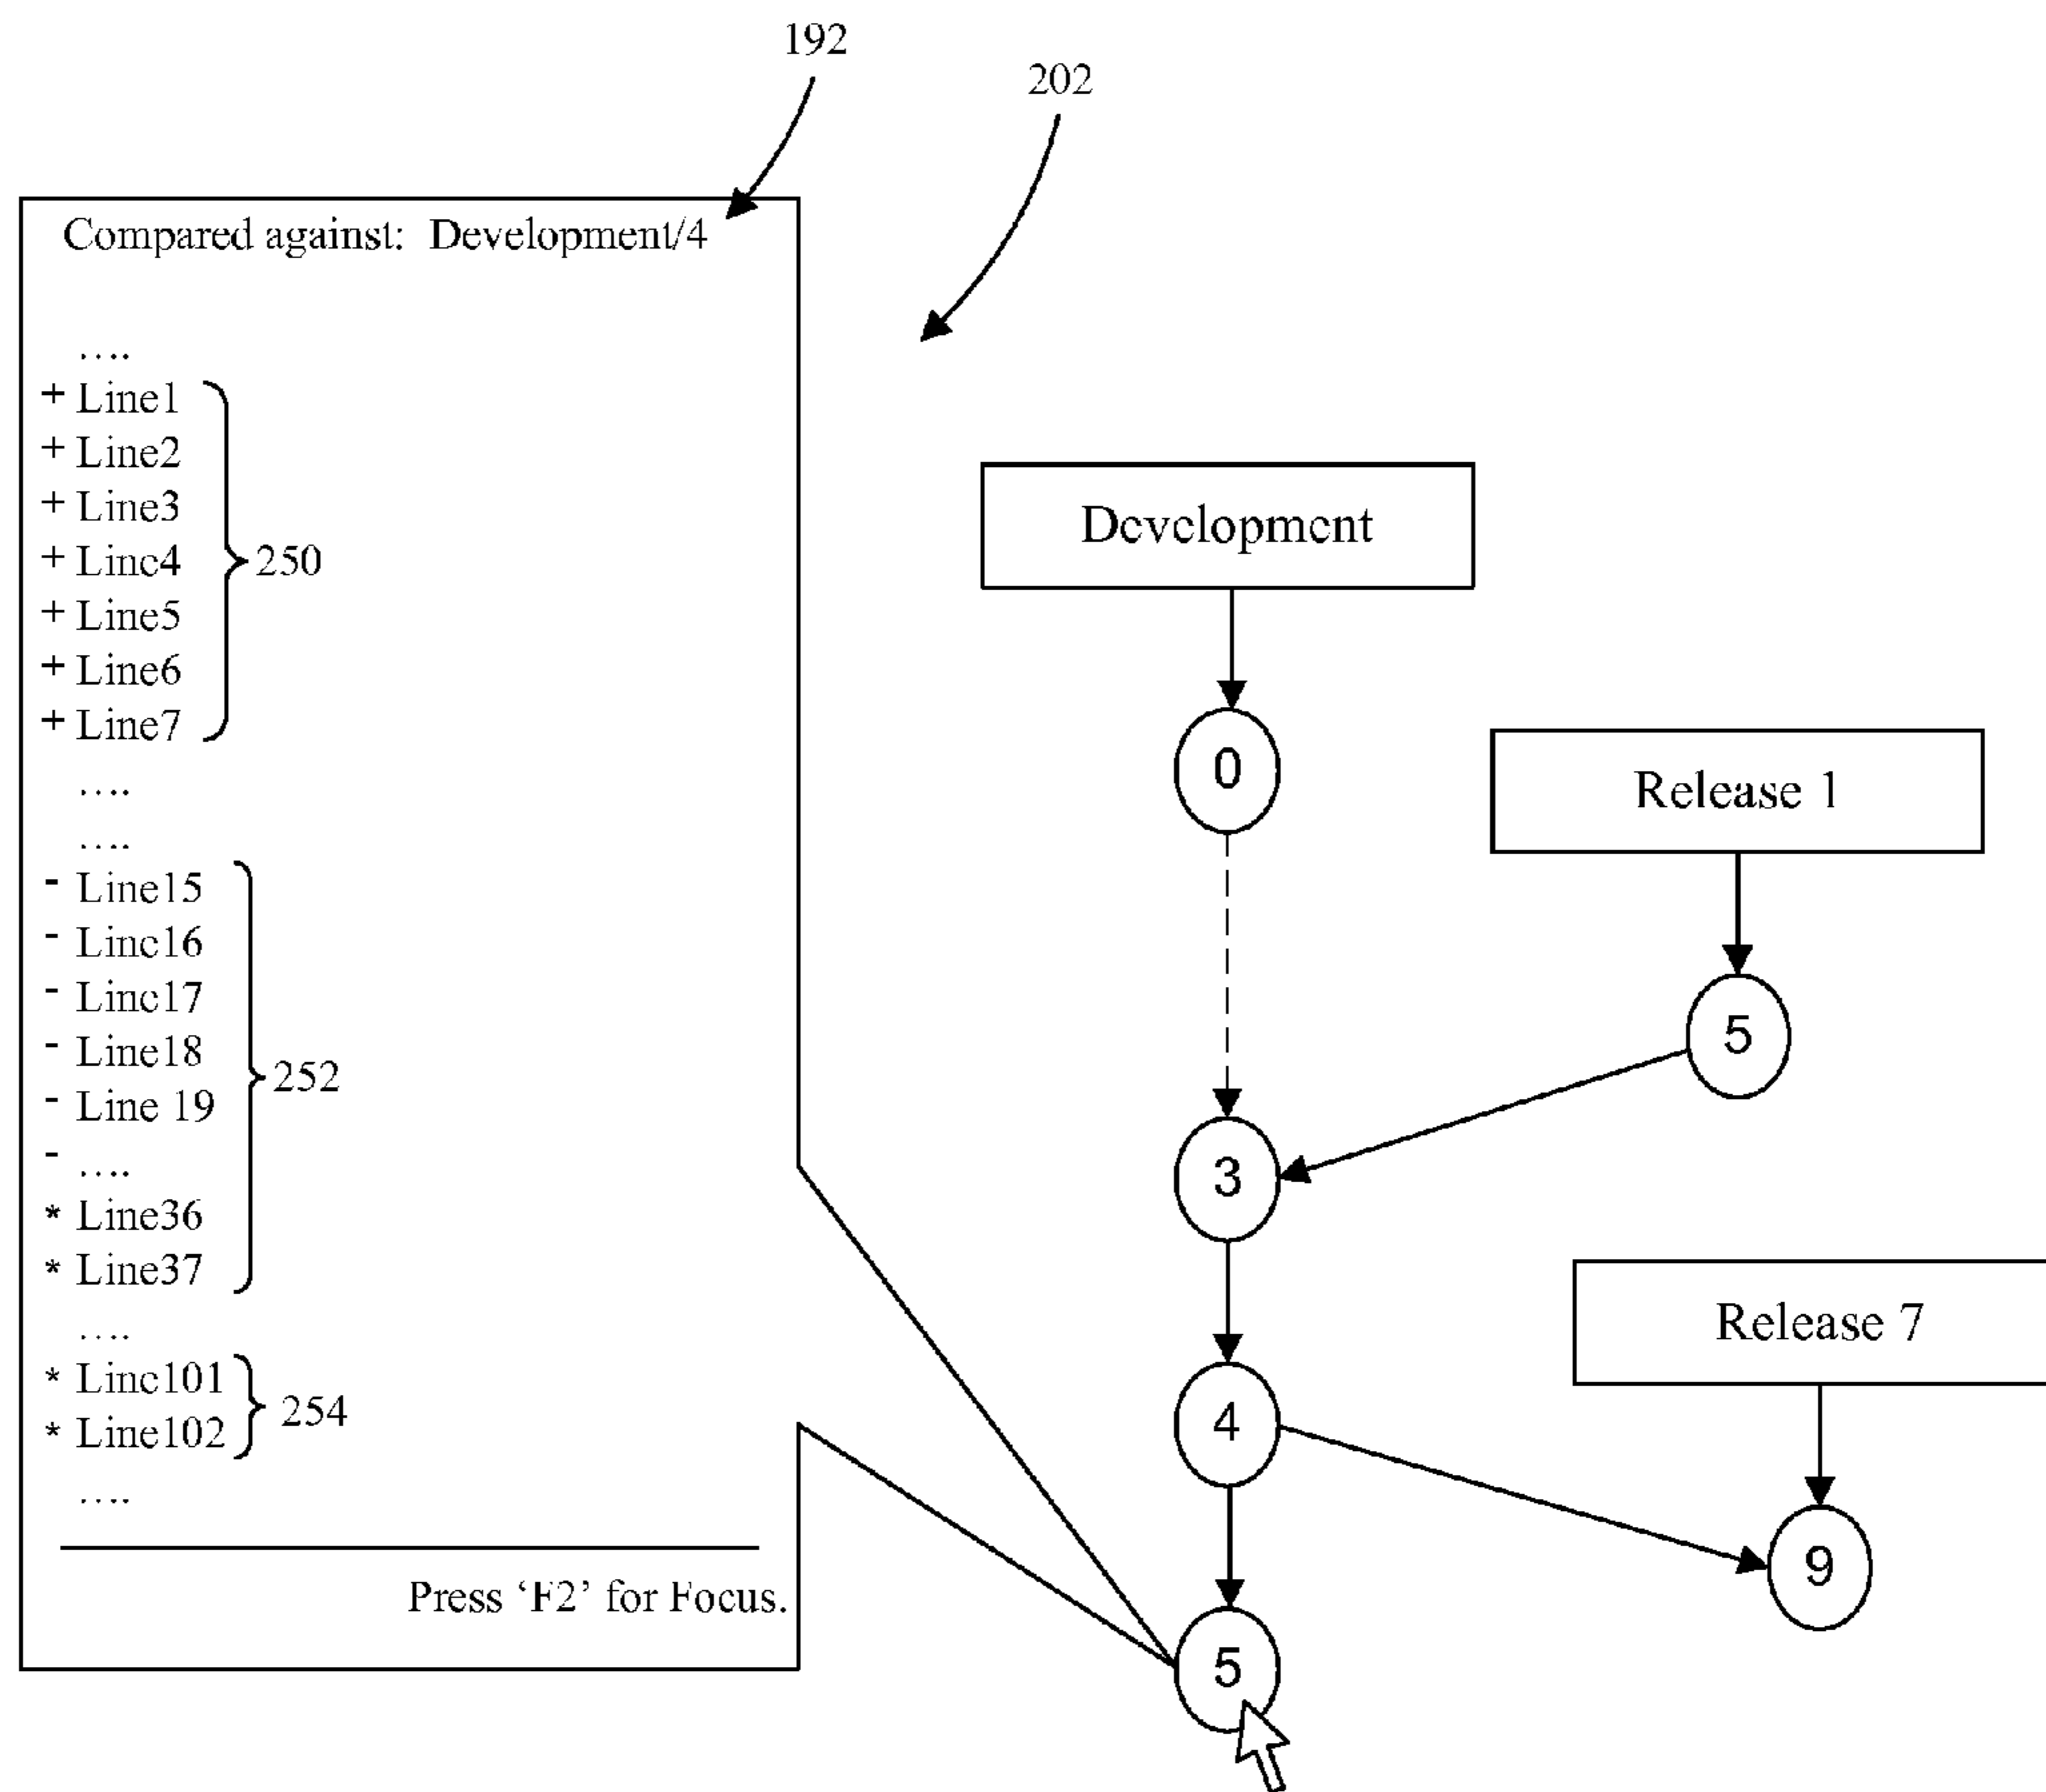 192
202
Compared against: Development/4
....
+ Line1
+ Line2
+ Line3
+ Line4
+ Line5
+ Line6
+ Line7
250
....
....
- Line15
- Line16
- Line17
- Line18
- Line 19
- ....
* Line36
* Line37
252
....
* Line101
* Line102
254
....
Press ‘F2’ for Focus.
Development
0
Release 1
5
3
Release 7
4
9
5